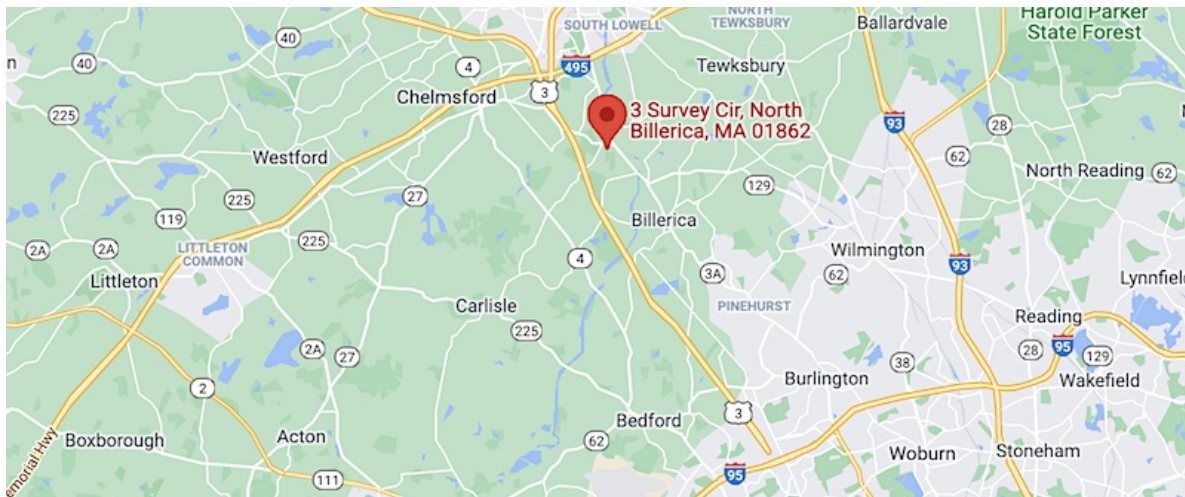 SOUTH LOWELL
NORTH
TEWKSBURY
Ballardvale
Harold Parker
State Forest
40
40
4
495
Tewksbury
3
Chelmsford
225
3 Survey Cir, North
Billerica, MA 01862
93
28
Westford
62
North Reading
62
129
27
225
119
Billerica
225
2A
2A
LITTLETON
COMMON
Wilmington
4
93
Littleton
3A
62
Lynnfield
Carlisle
PINEHURST
225
Reading
2A
27
28
95
129
38
2
Burlington
Wakefield
3
Bedford
62
Boxborough
Acton
Woburn
Stoneham
95
111
emorial Hwy